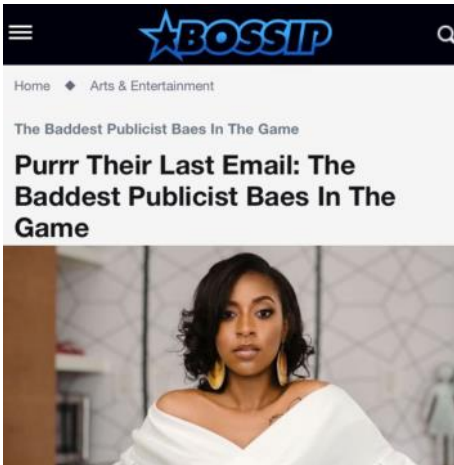 BOSSIP
Home ◆ Arts & Entertainment
The Baddest Publicist Baes In The Game
Purrr Their Last Email: The
Baddest Publicist Baes In The
Game